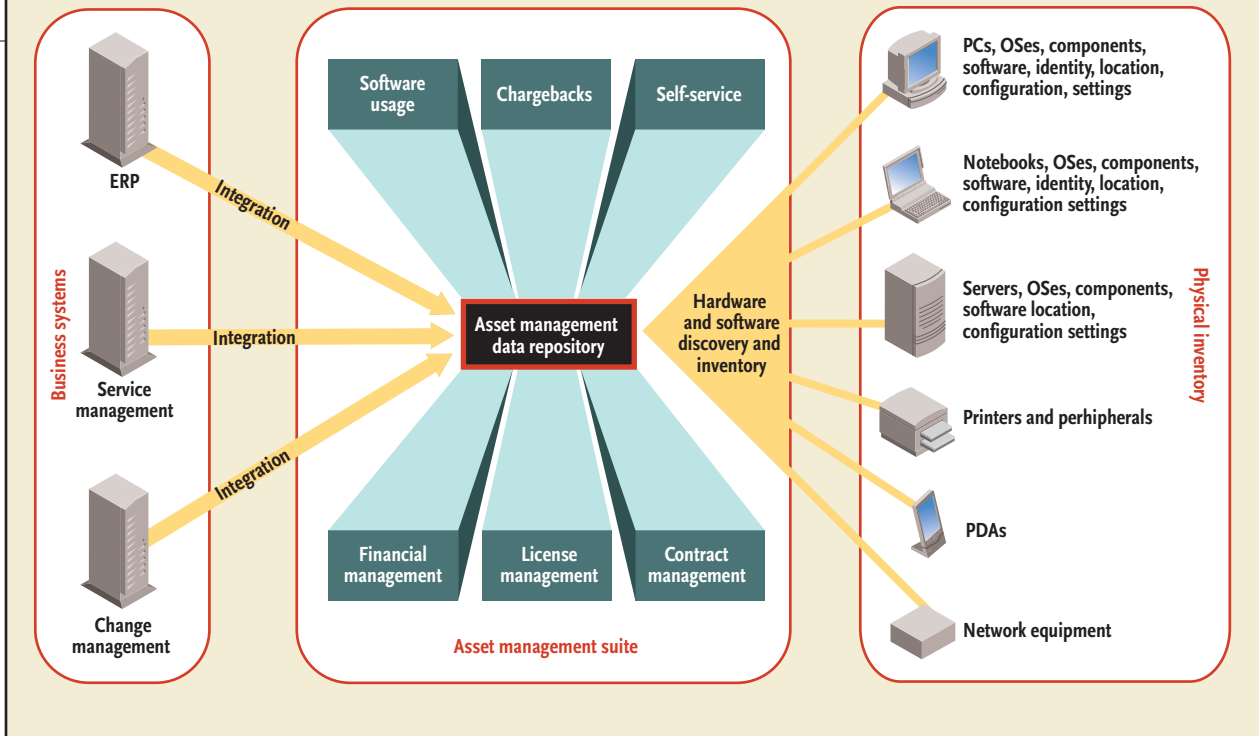 Business systems
ERP
Service
management
Change
management
Integration
Integration
Integration
Software
usage
Chargebacks
Self-service
Asset management
data repository
Hardware
and software
discovery and
inventory
Financial
management
License
management
Contract
management
Asset management suite
PCs, OSes, components,
software, identity, location,
configuration, settings
Notebooks, OSes, components,
software, identity, location,
configuration settings
Servers, OSes, components,
software location,
configuration settings
Printers and perhipherals
PDAs
Network equipment
Physical inventory